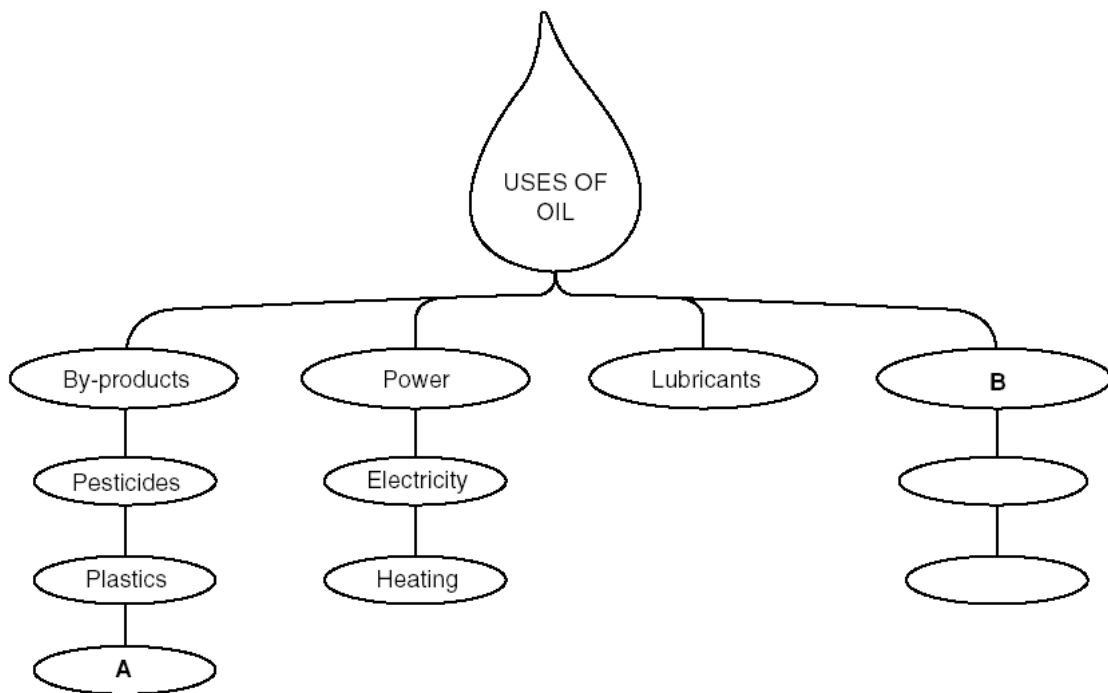 USES OF
OIL
By-products
Power
Lubricants
B
Pesticides
Electricity
Plastics
Heating
A